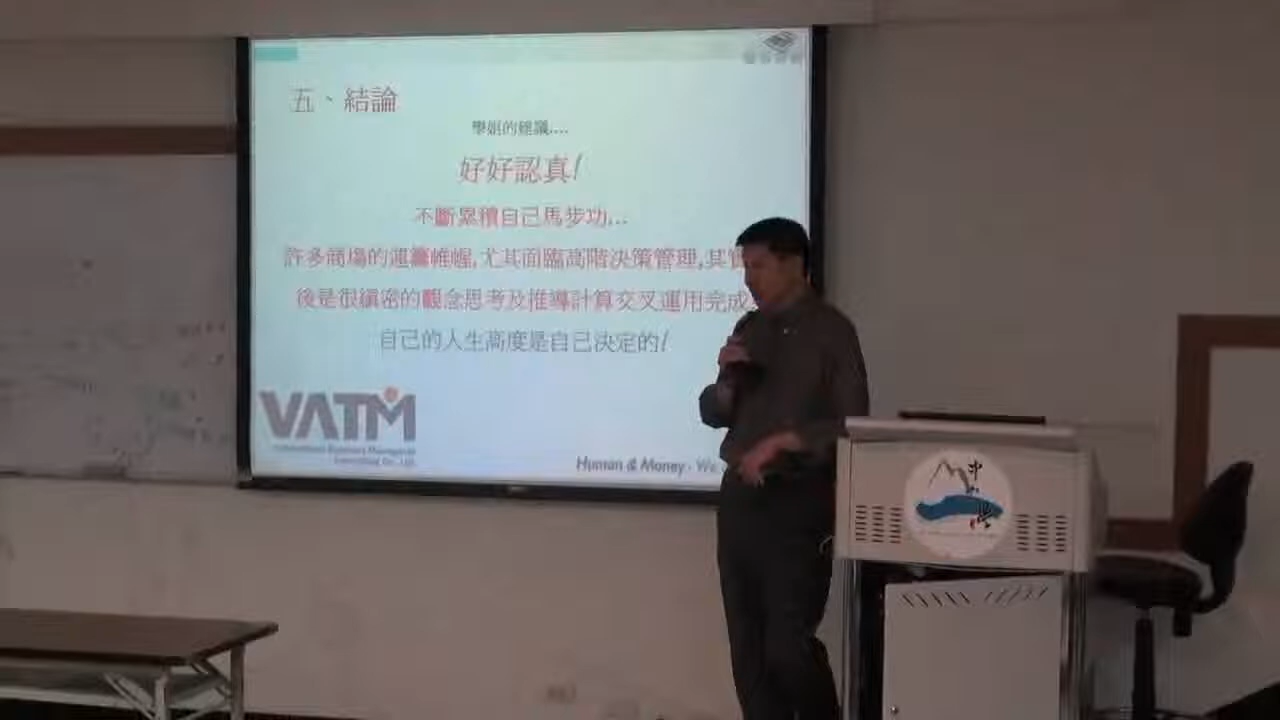 五、結論
學姐的建議....
好好認真!
不斷累積自己馬步功...
許多商場的運籌帷幄,尤其面臨高階決策管理,其實
後是很縝密的觀念思考及推導計算交叉運用完成
自己的人生高度是自己決定的!
VATM
Human & Money - We